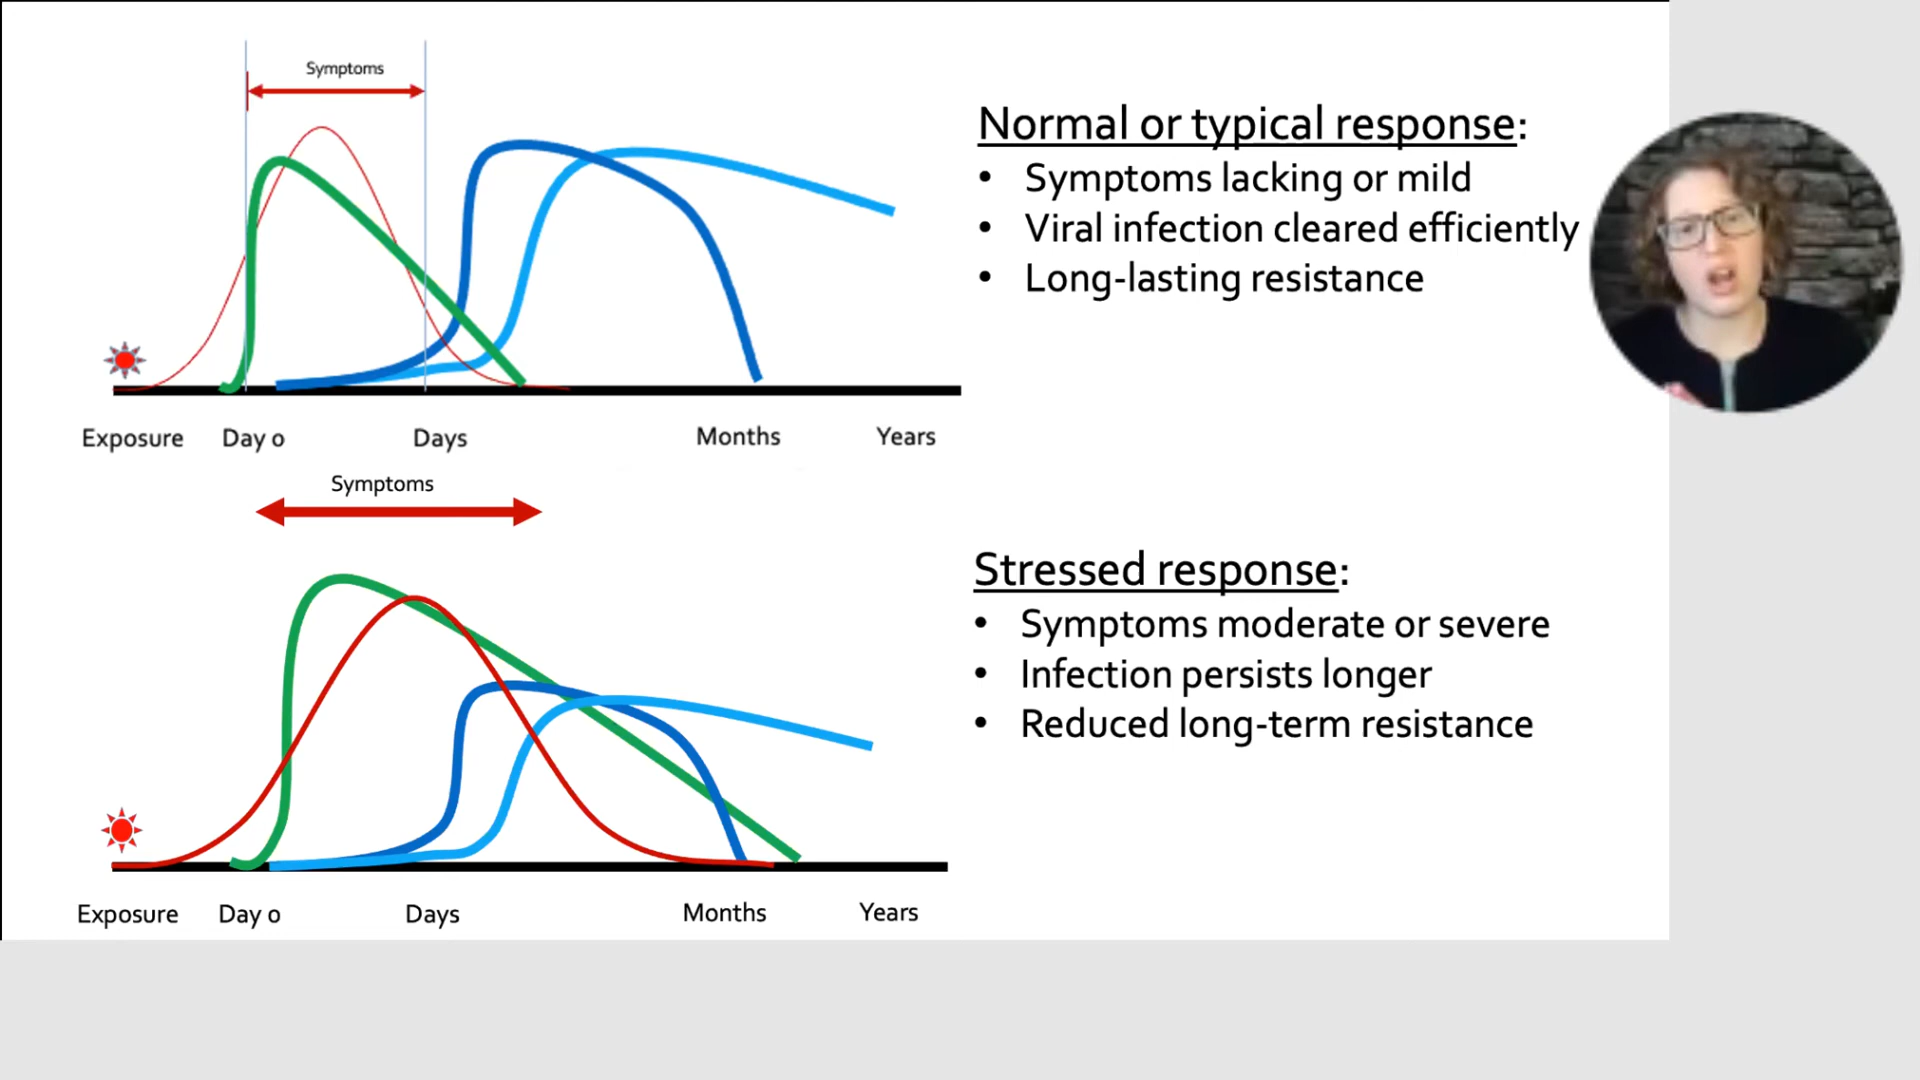 Symptoms
Normal or typical response:
• Symptoms lacking or mild
• Viral infection cleared efficiently
• Long-lasting resistance
Exposure Day 0 Days Months Years
Symptoms
Stressed response:
• Symptoms moderate or severe
• Infection persists longer
• Reduced long-term resistance
Exposure Day 0 Days Months Years